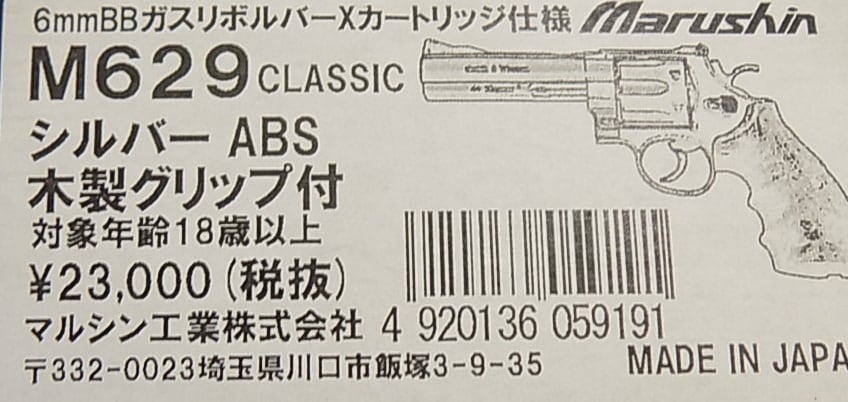 6mmBBガスリボルバーXカートリッジ仕様 Marushin
M629 CLASSIC
シルバー ABS
木製グリップ付
対象年齢18歳以上
¥23,000(税抜)
マルシン工業株式会社 4 920136 059191
〒332-0023埼玉県川口市飯塚3-9-35
MADE IN JAPA